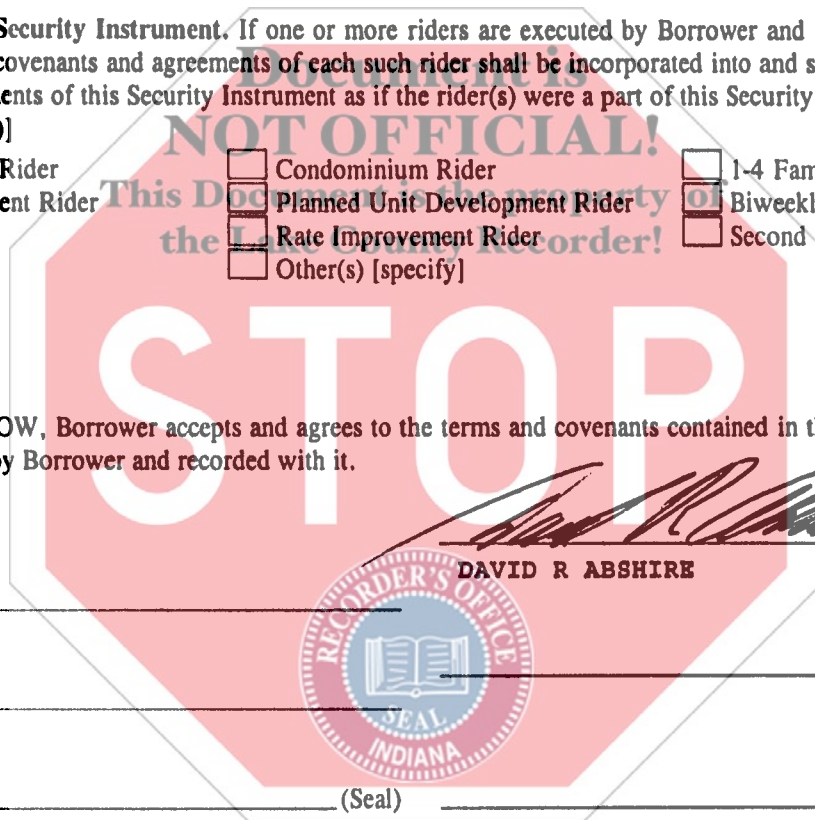 Security Instrument. If one or more riders are executed by Borrower and
covenants and agreements of each such rider shall be incorporated into and s
ents of this Security Instrument as if the rider(s) were a part of this Security
)]
Document is
NOT OFFICIAL!
This Document is the property of
the Lake County Recorder!
Rider Condominium Rider 1-4 Fam
ent Rider Planned Unit Development Rider Biweekl
Rate Improvement Rider Second
Other(s) [specify]
STOP
OW, Borrower accepts and agrees to the terms and covenants contained in t
by Borrower and recorded with it.
DAVID R ABSHIRE
RECORDER'S OFFICE
SEAL
INDIANA
(Seal)